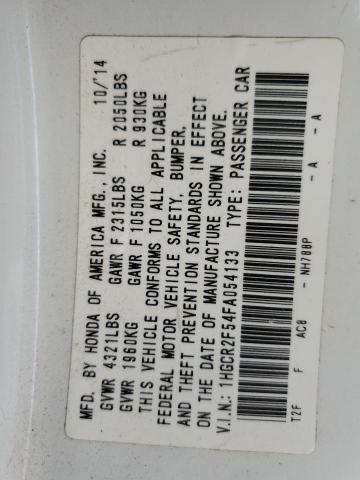 MFD. BY HONDA OF AMERICA MFG., INC. 10/'14
GVWR 4321LBS GAWR F 2315LBS R 2050LBS
GVWR 1960KG GAWR F 1050KG R 930KG
THIS VEHICLE CONFORMS TO ALL APPLICABLE
FEDERAL MOTOR VEHICLE SAFETY, BUMPER,
AND THEFT PREVENTION STANDARDS IN EFFECT
ON THE DATE OF MANUFACTURE SHOWN ABOVE.
V.I.N.: 1HGCR2F54FA054133 TYPE: PASSENGER CAR
T2F F AC8 - NH788P - A - A